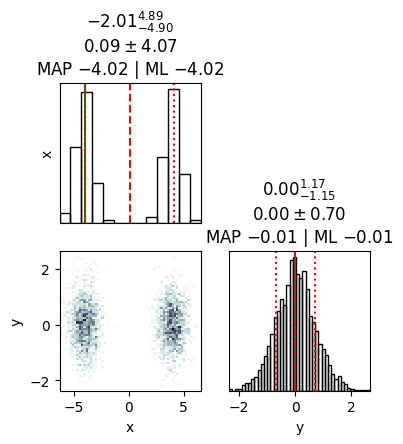 −2.01^{4.89}_{−4.90}
0.09 ± 4.07
MAP −4.02 | ML −4.02
x
0.00^{1.17}_{−1.15}
0.00 ± 0.70
MAP −0.01 | ML −0.01
2
0
−2
y
−5 0 5
x
−2 0 2
y